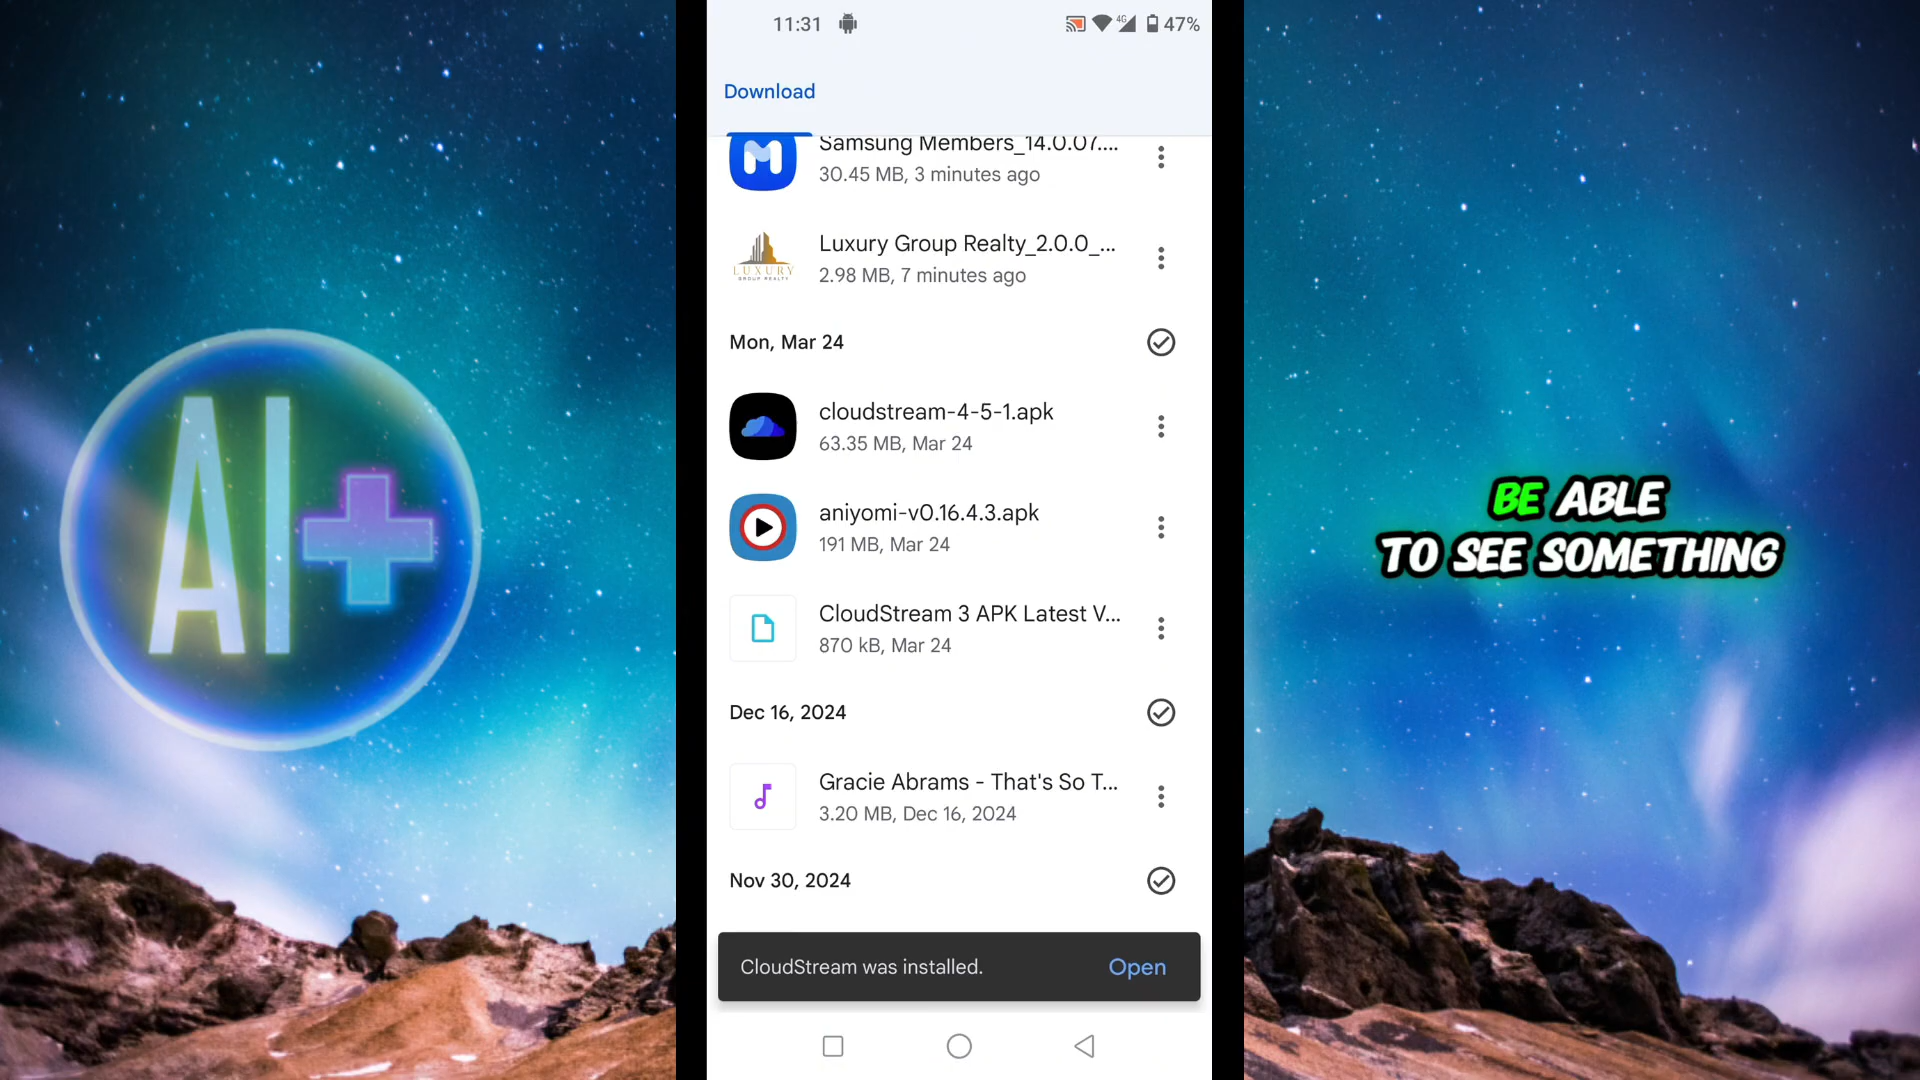 11:31
4G
47%
Download
Samsung Members_14.0.07....
30.45 MB, 3 minutes ago
LUXURY
GROUP REALTY
Luxury Group Realty_2.0.0_...
2.98 MB, 7 minutes ago
Mon, Mar 24
cloudstream-4-5-1.apk
63.35 MB, Mar 24
aniyomi-v0.16.4.3.apk
191 MB, Mar 24
CloudStream 3 APK Latest V...
870 kB, Mar 24
Dec 16, 2024
Gracie Abrams - That's So T...
3.20 MB, Dec 16, 2024
Nov 30, 2024
CloudStream was installed.
Open
AI+
BE ABLE
TO SEE SOMETHING